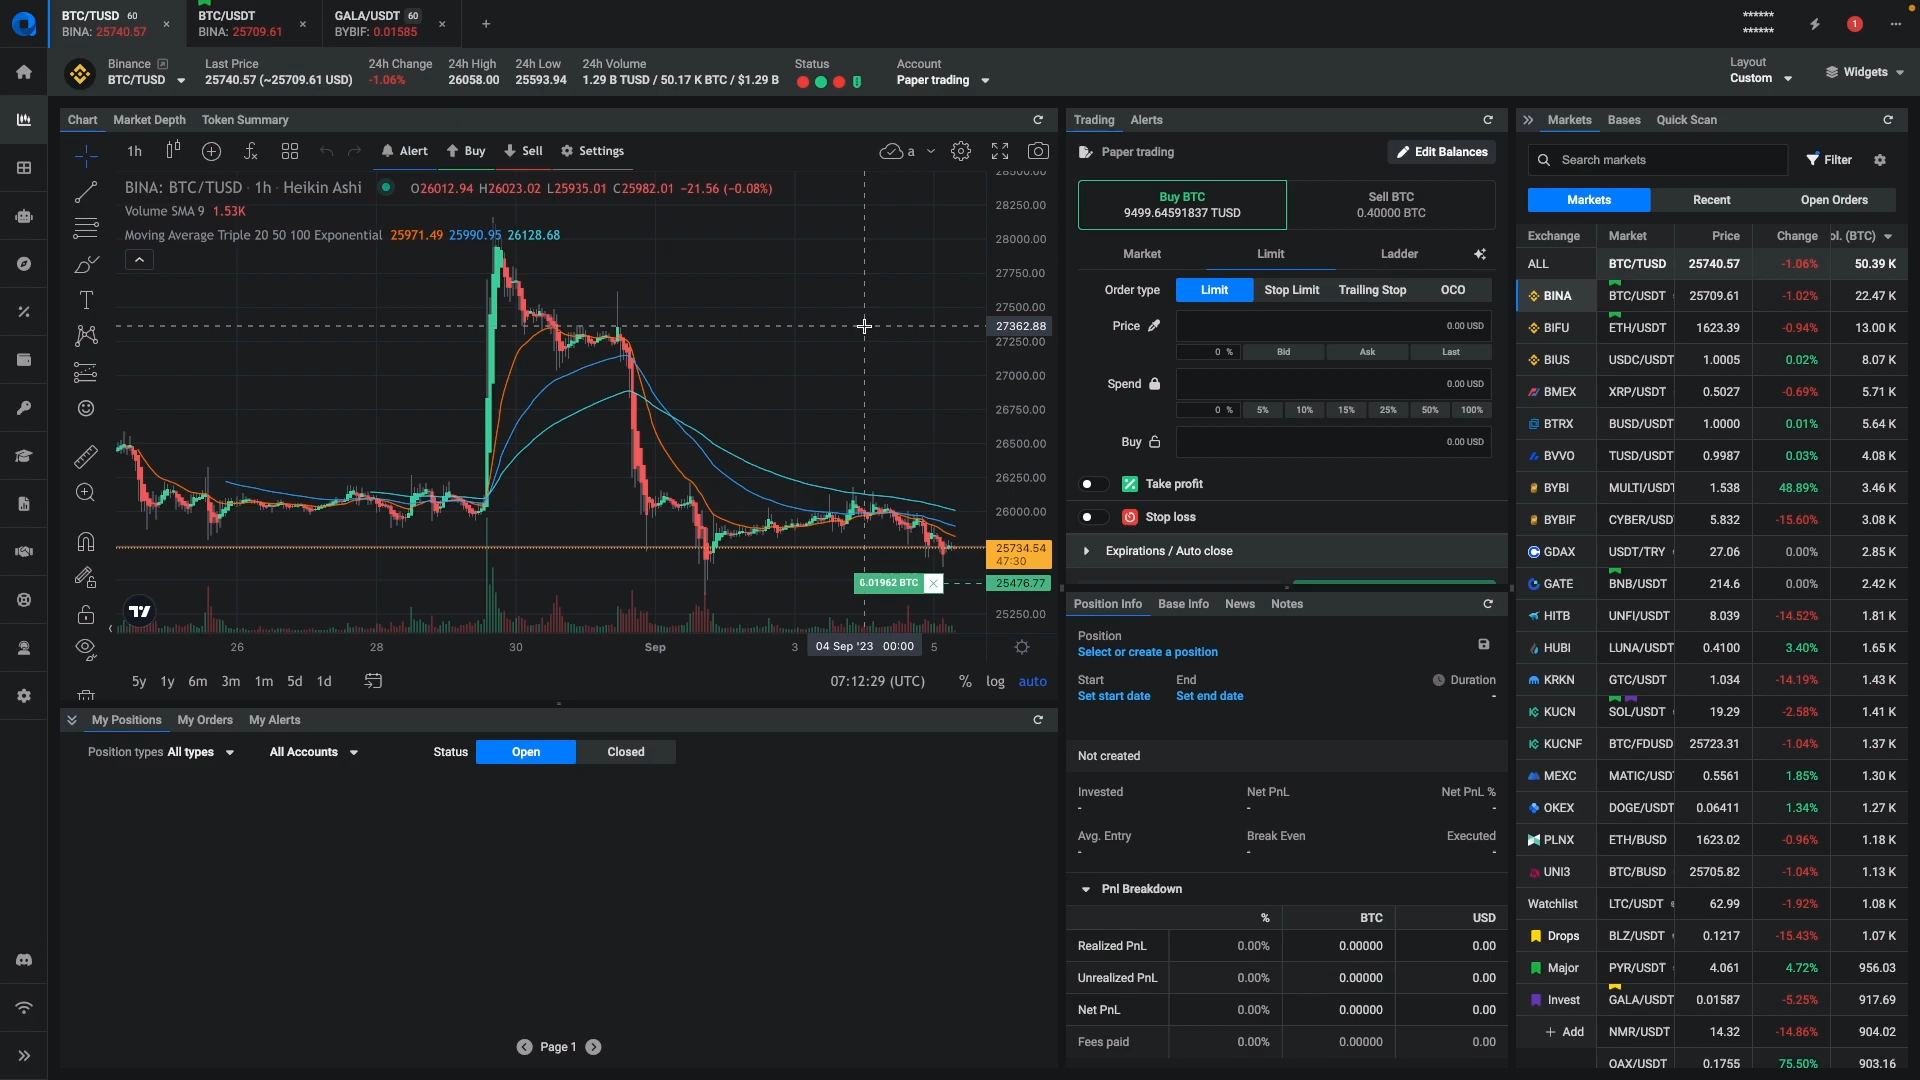 BTC/TUSD 60
BINA: 25740.57
BTC/USDT
BINA: 25709.61
GALA/USDT 60
BYBIF: 0.01585
******
******
1
Binance
BTC/TUSD
Last Price
25740.57 (~25709.61 USD)
24h Change
-1.06%
24h High
26058.00
24h Low
25593.94
24h Volume
1.29 B TUSD / 50.17 K BTC / $1.29 B
Status
Account
Paper trading
Layout
Custom
Widgets
Chart Market Depth Token Summary
1h Alert Buy Sell Settings a
BINA: BTC/TUSD · 1h · Heikin Ashi O26012.94 H26023.02 L25935.01 C25982.01 −21.56 (−0.08%)
Volume SMA 9 1.53K
Moving Average Triple 20 50 100 Exponential 25971.49 25990.95 26128.68
28500.00
28250.00
28000.00
27750.00
27500.00
27362.88
27250.00
27000.00
26750.00
26500.00
26250.00
26000.00
25734.54
47:30
0.01962 BTC
25476.77
25250.00
26 28 30 Sep 3 04 Sep '23 00:00 5
5y 1y 6m 3m 1m 5d 1d 07:12:29 (UTC) % log auto
My Positions My Orders My Alerts
Position types All types All Accounts Status Open Closed
Page 1
Trading Alerts
Paper trading Edit Balances
Buy BTC
9499.64591837 TUSD
Sell BTC
0.40000 BTC
Market Limit Ladder
Order type Limit Stop Limit Trailing Stop OCO
Price 0.00 USD
0 % Bid Ask Last
Spend 0.00 USD
0 % 5% 10% 15% 25% 50% 100%
Buy 0.00 USD
Take profit
Stop loss
Expirations / Auto close
Position Info Base Info News Notes
Position
Select or create a position
Start
Set start date
End
Set end date
Duration
-
Not created
Invested Net PnL Net PnL %
- - -
Avg. Entry Break Even Executed
- - -
Pnl Breakdown
% BTC USD
Realized PnL 0.00% 0.00000 0.00
Unrealized PnL 0.00% 0.00000 0.00
Net PnL 0.00% 0.00000 0.00
Fees paid 0.00% 0.00000 0.00
Markets Bases Quick Scan
Search markets Filter
Markets Recent Open Orders
Exchange Market Price Change ol. (BTC)
ALL BTC/TUSD 25740.57 -1.06% 50.39 K
BINA BTC/USDT 25709.61 -1.02% 22.47 K
BIFU ETH/USDT 1623.39 -0.94% 13.00 K
BIUS USDC/USDT 1.0005 0.02% 8.07 K
BMEX XRP/USDT 0.5027 -0.69% 5.71 K
BTRX BUSD/USDT 1.0000 0.01% 5.64 K
BVVO TUSD/USDT 0.9987 0.03% 4.08 K
BYBI MULTI/USDT 1.538 48.89% 3.46 K
BYBIF CYBER/USD 5.832 -15.60% 3.08 K
GDAX USDT/TRY 27.06 0.00% 2.85 K
GATE BNB/USDT 214.6 0.00% 2.42 K
HITB UNFI/USDT 8.039 -14.52% 1.81 K
HUBI LUNA/USDT 0.4100 3.40% 1.65 K
KRKN GTC/USDT 1.034 -14.19% 1.43 K
KUCN SOL/USDT 19.29 -2.58% 1.41 K
KUCNF BTC/FDUSD 25723.31 -1.04% 1.37 K
MEXC MATIC/USD 0.5561 1.85% 1.30 K
OKEX DOGE/USDT 0.06411 1.34% 1.27 K
PLNX ETH/BUSD 1623.02 -0.96% 1.18 K
UNI3 BTC/BUSD 25705.82 -1.04% 1.13 K
Watchlist LTC/USDT 62.99 -1.92% 1.08 K
Drops BLZ/USDT 0.1217 -15.43% 1.07 K
Major PYR/USDT 4.061 4.72% 956.03
Invest GALA/USDT 0.01587 -5.25% 917.69
+ Add NMR/USDT 14.32 -14.86% 904.02
OAX/USDT 0.1755 75.50% 903.16